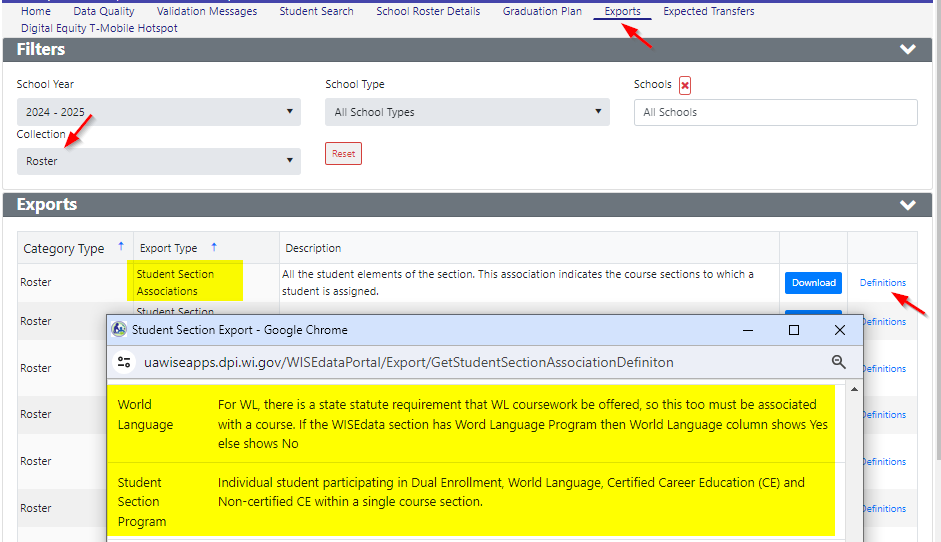 Home Data Quality Validation Messages Student Search School Roster Details Graduation Plan Exports Expected Transfers
Digital Equity T-Mobile Hotspot
Filters
School Year School Type Schools
2024 - 2025 All School Types All Schools
Collection
Roster Reset
Exports
Category Type Export Type Description
Roster Student Section Associations All the student elements of the section. This association indicates the course sections to which a student is assigned. Download Definitions
Roster Student Section Definitions
Student Section Export - Google Chrome
uawiseapps.dpi.wi.gov/WISEdataPortal/Export/GetStudentSectionAssociationDefiniton
Roster Definitions
World Language For WL, there is a state statute requirement that WL coursework be offered, so this too must be associated
with a course. If the WISEdata section has Word Language Program then World Language column shows Yes
else shows No
Roster Definitions
Roster Definitions
Student Section Program Individual student participating in Dual Enrollment, World Language, Certified Career Education (CE) and
Non-certified CE within a single course section.
Roster Definitions